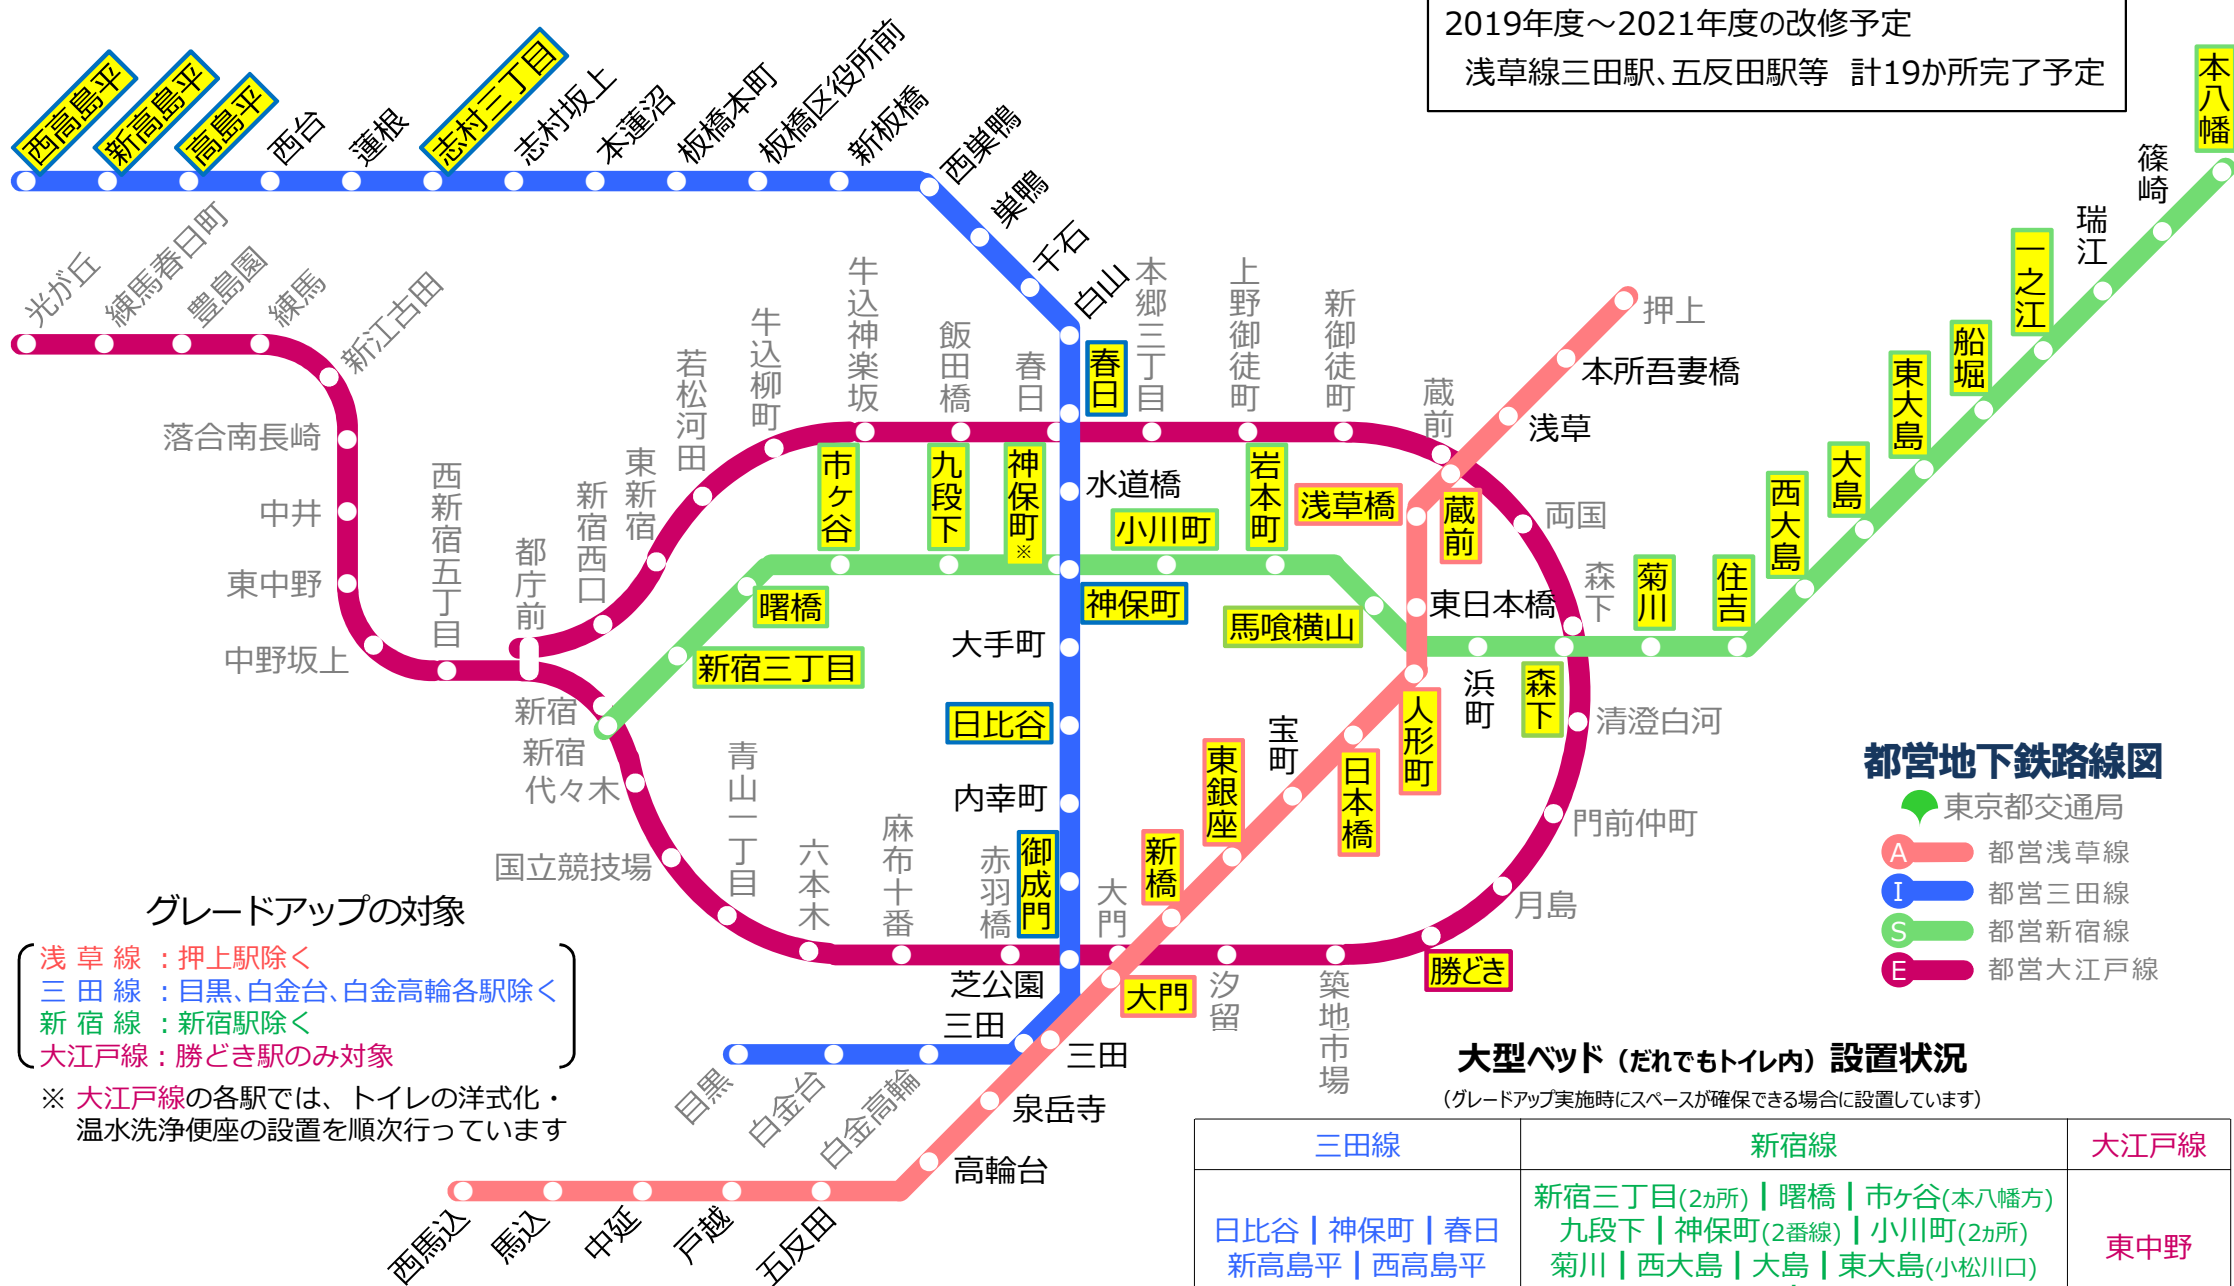 2019年度～2021年度の改修予定
浅草線三田駅、五反田駅等 計19か所完了予定
西高島平
新高島平
高島平
西台
蓮根
志村三丁目
志村坂上
本蓮沼
板橋本町
板橋区役所前
新板橋
西巣鴨
巣鴨
千石
白山
春日
水道橋
神保町
大手町
日比谷
内幸町
御成門
芝公園
三田
白金高輪
白金台
目黒
光が丘
練馬春日町
豊島園
練馬
新江古田
落合南長崎
中井
東中野
中野坂上
西新宿五丁目
都庁前
新宿西口
東新宿
若松河田
牛込柳町
牛込神楽坂
飯田橋
春日
本郷三丁目
上野御徒町
新御徒町
蔵前
両国
森下
清澄白河
門前仲町
月島
勝どき
築地市場
汐留
大門
赤羽橋
麻布十番
六本木
青山一丁目
国立競技場
代々木
新宿
新宿
新宿三丁目
曙橋
市ヶ谷
九段下
神保町※
小川町
岩本町
馬喰横山
浜町
森下
菊川
住吉
西大島
大島
東大島
船堀
一之江
瑞江
篠崎
本八幡
押上
本所吾妻橋
浅草
蔵前
浅草橋
東日本橋
人形町
日本橋
宝町
東銀座
新橋
大門
三田
泉岳寺
高輪台
五反田
戸越
中延
馬込
西馬込
都営地下鉄路線図
東京都交通局
A 都営浅草線
I 都営三田線
S 都営新宿線
E 都営大江戸線
グレードアップの対象
浅草線：押上駅除く
三田線：目黒、白金台、白金高輪各駅除く
新宿線：新宿駅除く
大江戸線：勝どき駅のみ対象
※ 大江戸線の各駅では、トイレの洋式化・
温水洗浄便座の設置を順次行っています
大型ベッド（だれでもトイレ内）設置状況
（グレードアップ実施時にスペースが確保できる場合に設置しています）
三田線 新宿線 大江戸線
日比谷┃神保町┃春日
新高島平┃西高島平
新宿三丁目(2ヵ所)┃曙橋┃市ヶ谷(本八幡方)
九段下┃神保町(2番線)┃小川町(2ヵ所)
菊川┃西大島┃大島┃東大島(小松川口)
東中野